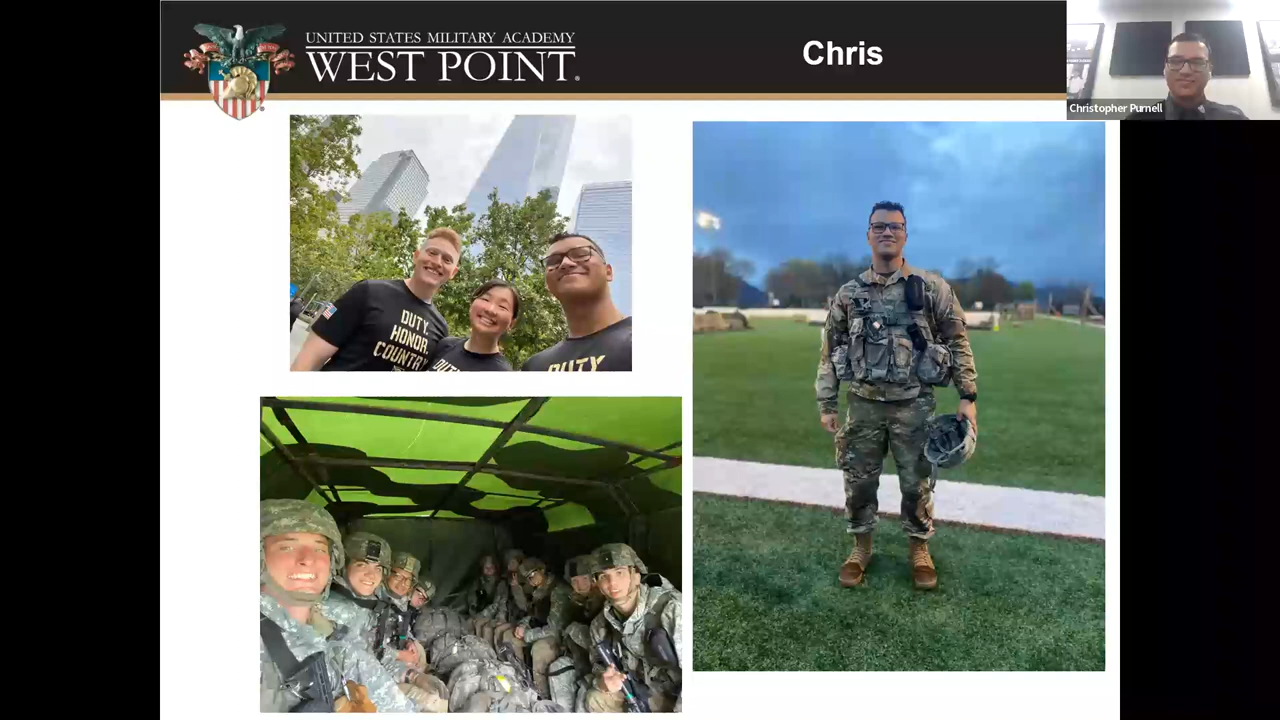 UNITED STATES MILITARY ACADEMY
WEST POINT®
Chris
Christopher Purnell
DUTY.
HONOR.
COUNTRY.
DUTY